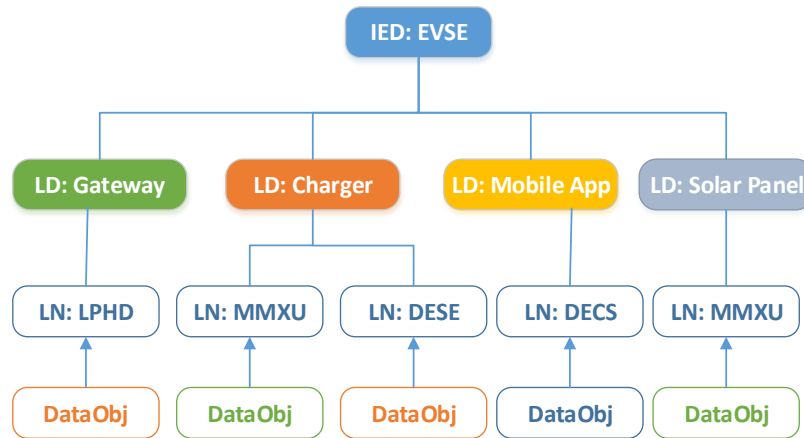 IED: EVSE
LD: Gateway
LD: Charger
LD: Mobile App
LD: Solar Panel
LN: LPHD
LN: MMXU
LN: DESE
LN: DECS
LN: MMXU
DataObj
DataObj
DataObj
DataObj
DataObj